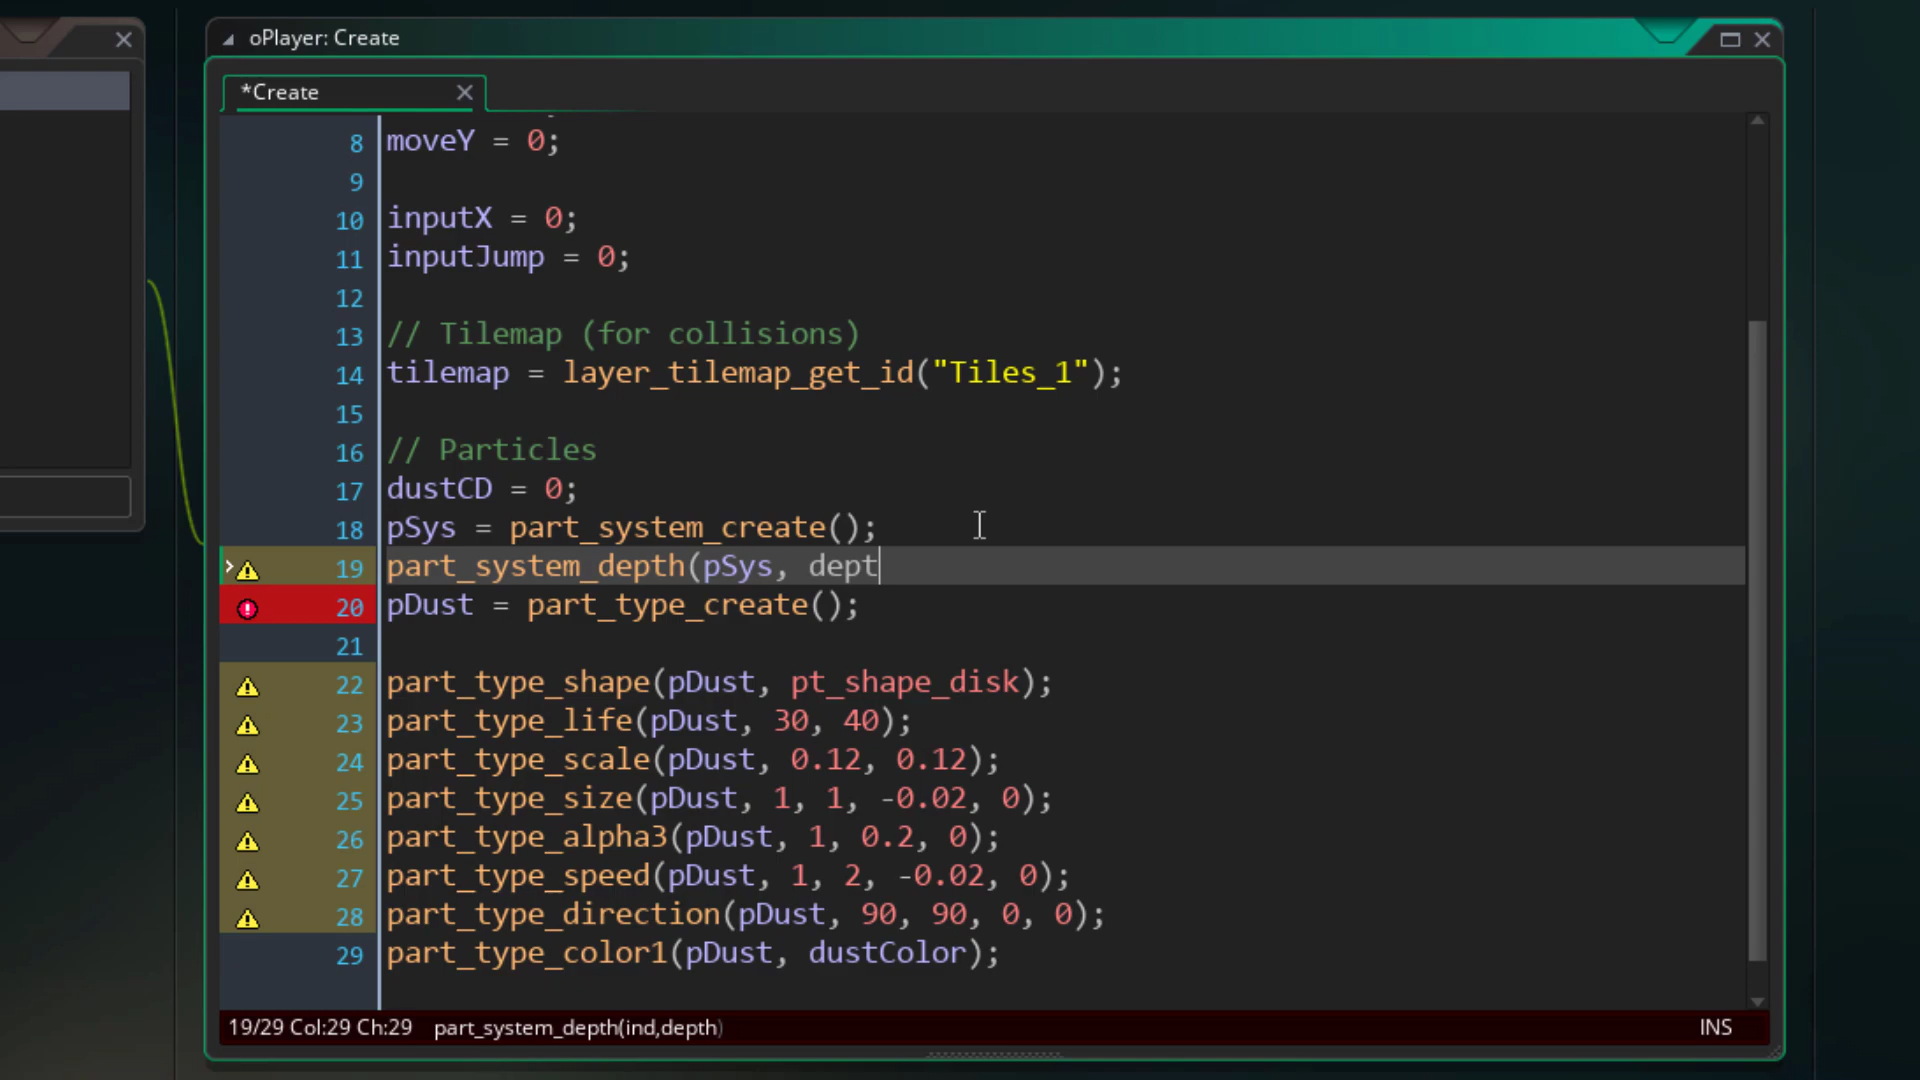 oPlayer: Create
*Create
8 moveY = 0;
9
10 inputX = 0;
11 inputJump = 0;
12
13 // Tilemap (for collisions)
14 tilemap = layer_tilemap_get_id("Tiles_1");
15
16 // Particles
17 dustCD = 0;
18 pSys = part_system_create();
19 part_system_depth(pSys, dept
20 pDust = part_type_create();
21
22 part_type_shape(pDust, pt_shape_disk);
23 part_type_life(pDust, 30, 40);
24 part_type_scale(pDust, 0.12, 0.12);
25 part_type_size(pDust, 1, 1, -0.02, 0);
26 part_type_alpha3(pDust, 1, 0.2, 0);
27 part_type_speed(pDust, 1, 2, -0.02, 0);
28 part_type_direction(pDust, 90, 90, 0, 0);
29 part_type_color1(pDust, dustColor);
19/29 Col:29 Ch:29 part_system_depth(ind,depth) INS